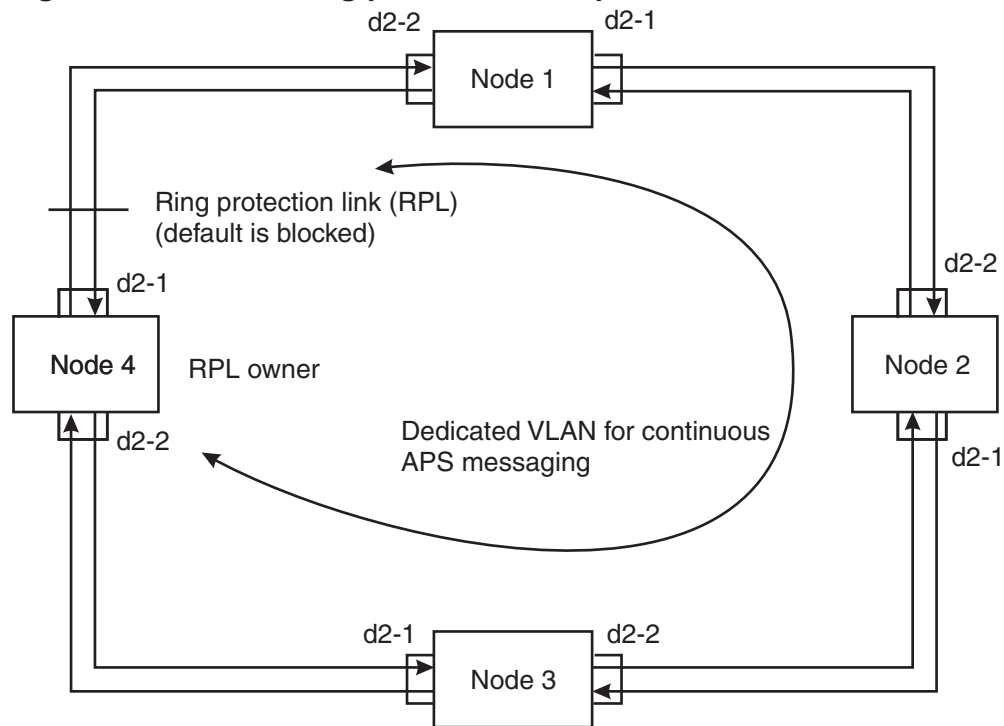 d2-2
d2-1
Node 1
Ring protection link (RPL)
(default is blocked)
d2-1
d2-2
Node 4
RPL owner
Node 2
d2-2
Dedicated VLAN for continuous
APS messaging
d2-1
d2-1
d2-2
Node 3